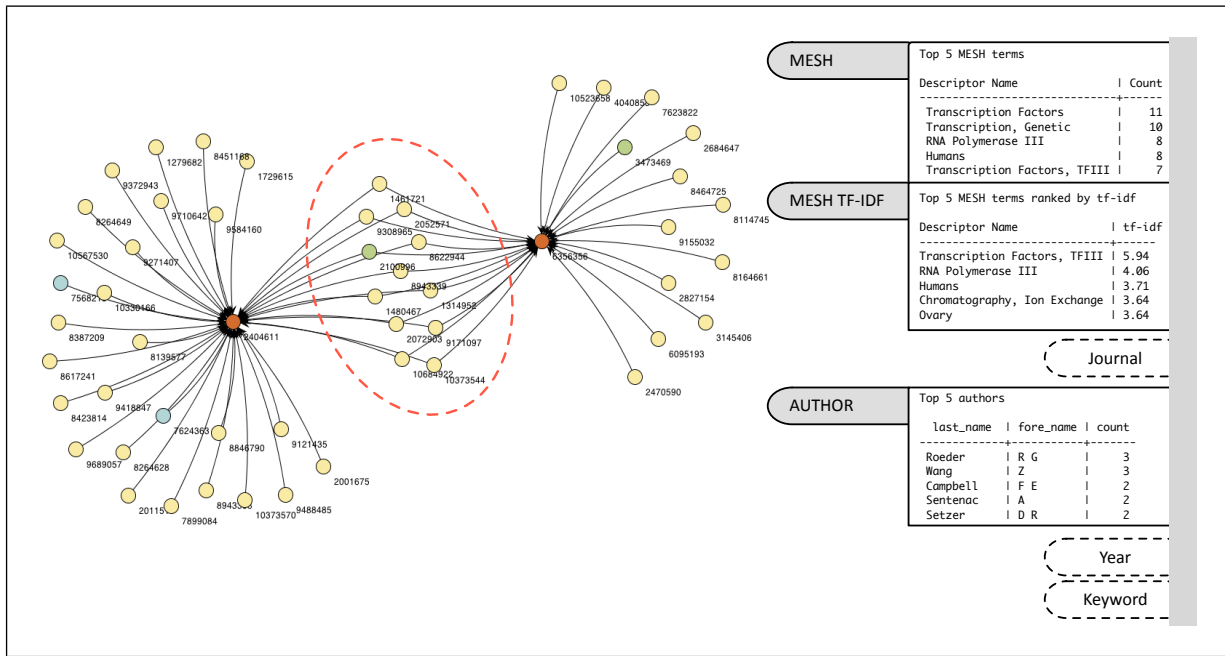 10523658
4040858
7623822
2684647
3473469
8464725
8114745
9155032
8164661
2827154
3145406
6095193
2470590
6356356
1461721
2052571
9308965
8622944
2100996
8943339
1314952
1480467
2072903
9171097
10684922
10373544
1279682
8451168
1729615
9372943
9710642
9584160
8264649
9271407
10567530
10330166
8387209
8139577
2404611
8617241
9418847
8423814
7624363
8846790
9121435
9689057
8264628
2001675
7899084
10373570
9488485
MESH
Top 5 MESH terms
Descriptor Name | Count
--------------------------------+------
Transcription Factors | 11
Transcription, Genetic | 10
RNA Polymerase III | 8
Humans | 8
Transcription Factors, TFIII | 7
MESH TF-IDF
Top 5 MESH terms ranked by tf-idf
Descriptor Name | tf-idf
--------------------------------+------
Transcription Factors, TFIII | 5.94
RNA Polymerase III | 4.06
Humans | 3.71
Chromatography, Ion Exchange | 3.64
Ovary | 3.64
Journal
AUTHOR
Top 5 authors
last_name | fore_name | count
-----------+-----------+-------
Roeder | R G | 3
Wang | Z | 3
Campbell | F E | 2
Sentenac | A | 2
Setzer | D R | 2
Year
Keyword